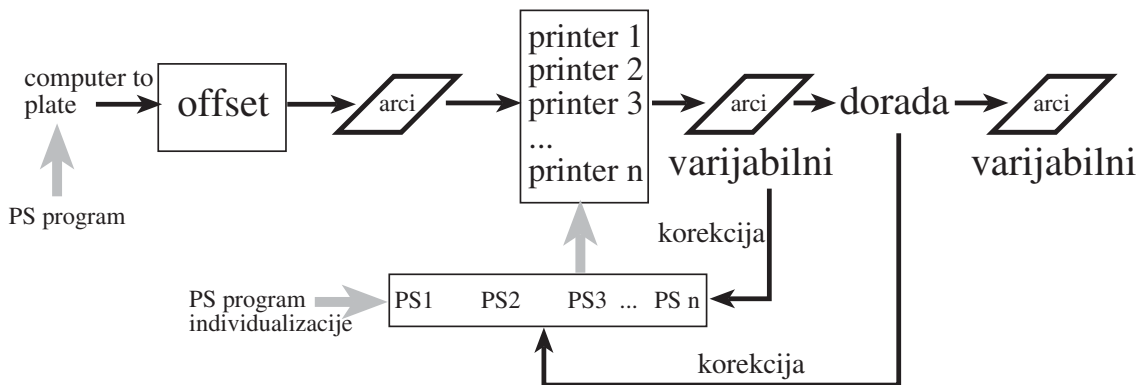 computer to
plate
offset
arci
printer 1
printer 2
printer 3
...
printer n
arci
varijabilni
dorada
arci
varijabilni
PS program
korekcija
PS program
individualizacije
PS1 PS2 PS3 ... PS n
korekcija